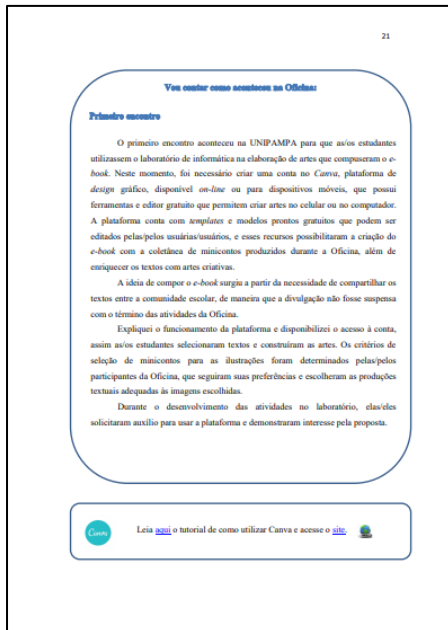 21
Vou contar como aconteceu na Oficina:
Primeiro encontro
O primeiro encontro aconteceu na UNIPAMPA para que as/os estudantes
utilizassem o laboratório de informática na elaboração de artes que compuseram o e-
book. Neste momento, foi necessário criar uma conta no Canva, plataforma de
design gráfico, disponível on-line ou para dispositivos móveis, que possui
ferramentas e editor gratuito que permitem criar artes no celular ou no computador.
A plataforma conta com templates e modelos prontos gratuitos que podem ser
editados pelas/pelos usuárias/usuários, e esses recursos possibilitaram a criação do
e-book com a coletânea de minicontos produzidos durante a Oficina, além de
enriquecer os textos com artes criativas.
A ideia de compor o e-book surgiu a partir da necessidade de compartilhar os
textos entre a comunidade escolar, de maneira que a divulgação não fosse suspensa
com o término das atividades da Oficina.
Expliquei o funcionamento da plataforma e disponibilizei o acesso à conta,
assim as/os estudantes selecionaram textos e construíram as artes. Os critérios de
seleção de minicontos para as ilustrações foram determinados pelas/pelos
participantes da Oficina, que seguiram suas preferências e escolheram as produções
textuais adequadas às imagens escolhidas.
Durante o desenvolvimento das atividades no laboratório, elas/eles
solicitaram auxílio para usar a plataforma e demonstraram interesse pela proposta.
Canva
Leia aqui o tutorial de como utilizar Canva e acesse o site.